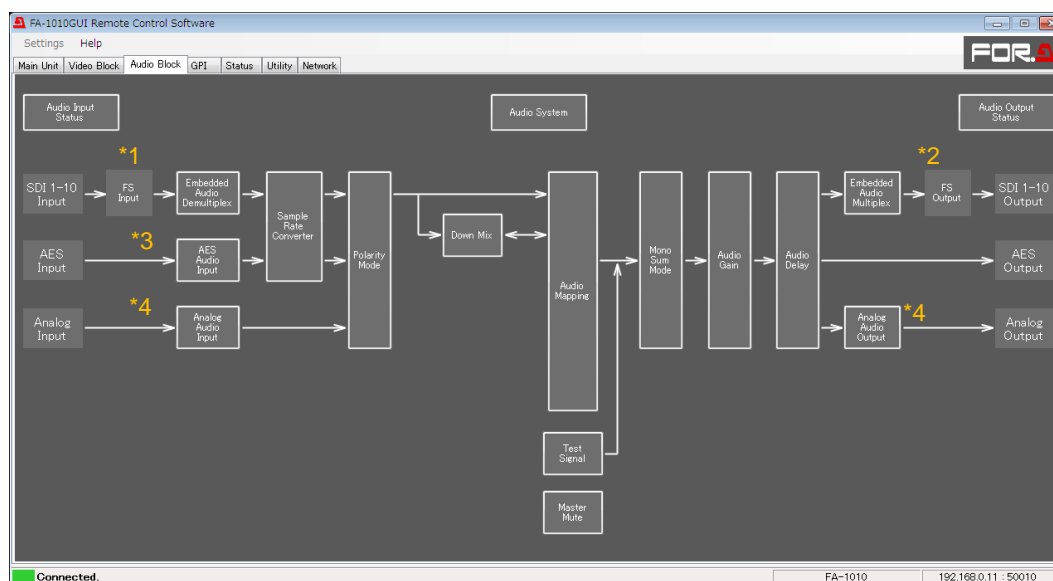 FA-1010GUI Remote Control Software
Settings Help
FOR.A
Main Unit Video Block Audio Block GPI Status Utility Network
Audio Input
Status
Audio System
Audio Output
Status
*1
*2
SDI 1-10
Input
FS
Input
Embedded
Audio
Demultiplex
Sample
Rate
Converter
Polarity
Mode
Down Mix
Audio
Mapping
Mono
Sum
Mode
Audio
Gain
Audio
Delay
Embedded
Audio
Multiplex
FS
Output
SDI 1-10
Output
*3
AES
Input
AES
Audio
Input
AES
Output
*4
Analog
Input
Analog
Audio
Input
Analog
Audio
Output
*4
Analog
Output
Test
Signal
Master
Mute
Connected.
FA-1010
192.168.0.11 : 50010